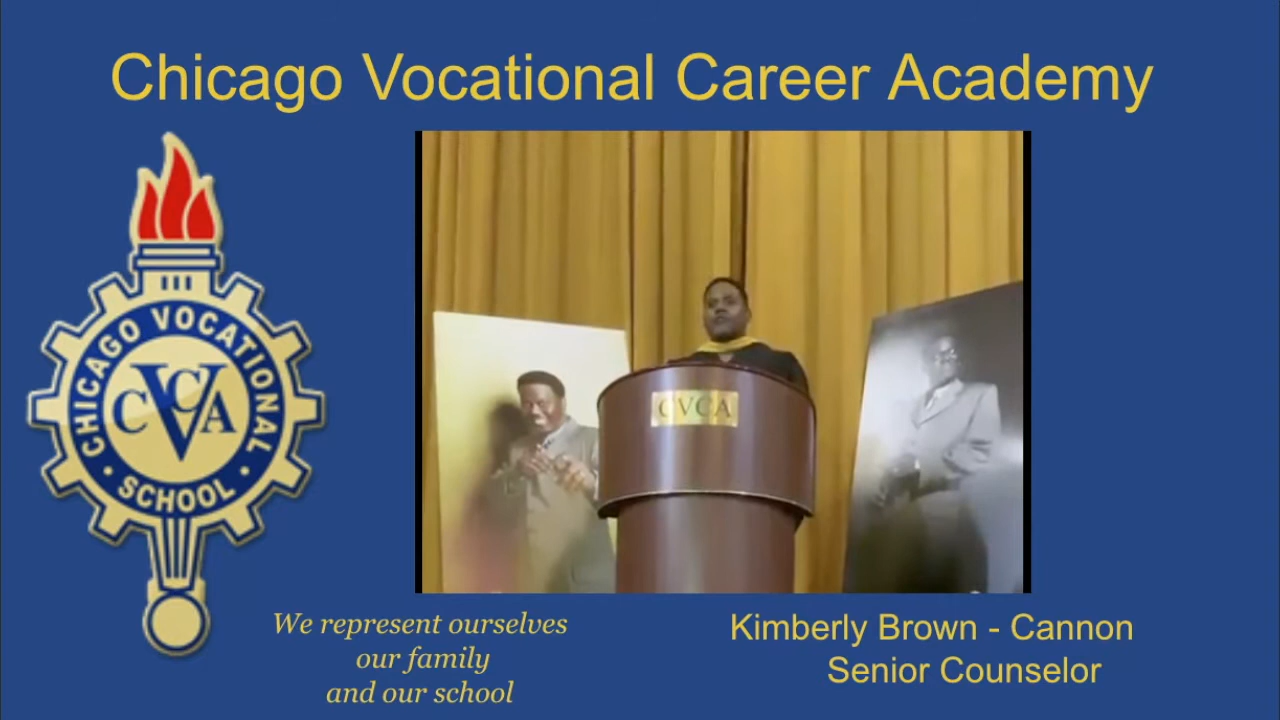 Chicago Vocational Career Academy
CHICAGO VOCATIONAL
CVCA
SCHOOL
CVCA
We represent ourselves
our family
and our school
Kimberly Brown - Cannon
Senior Counselor